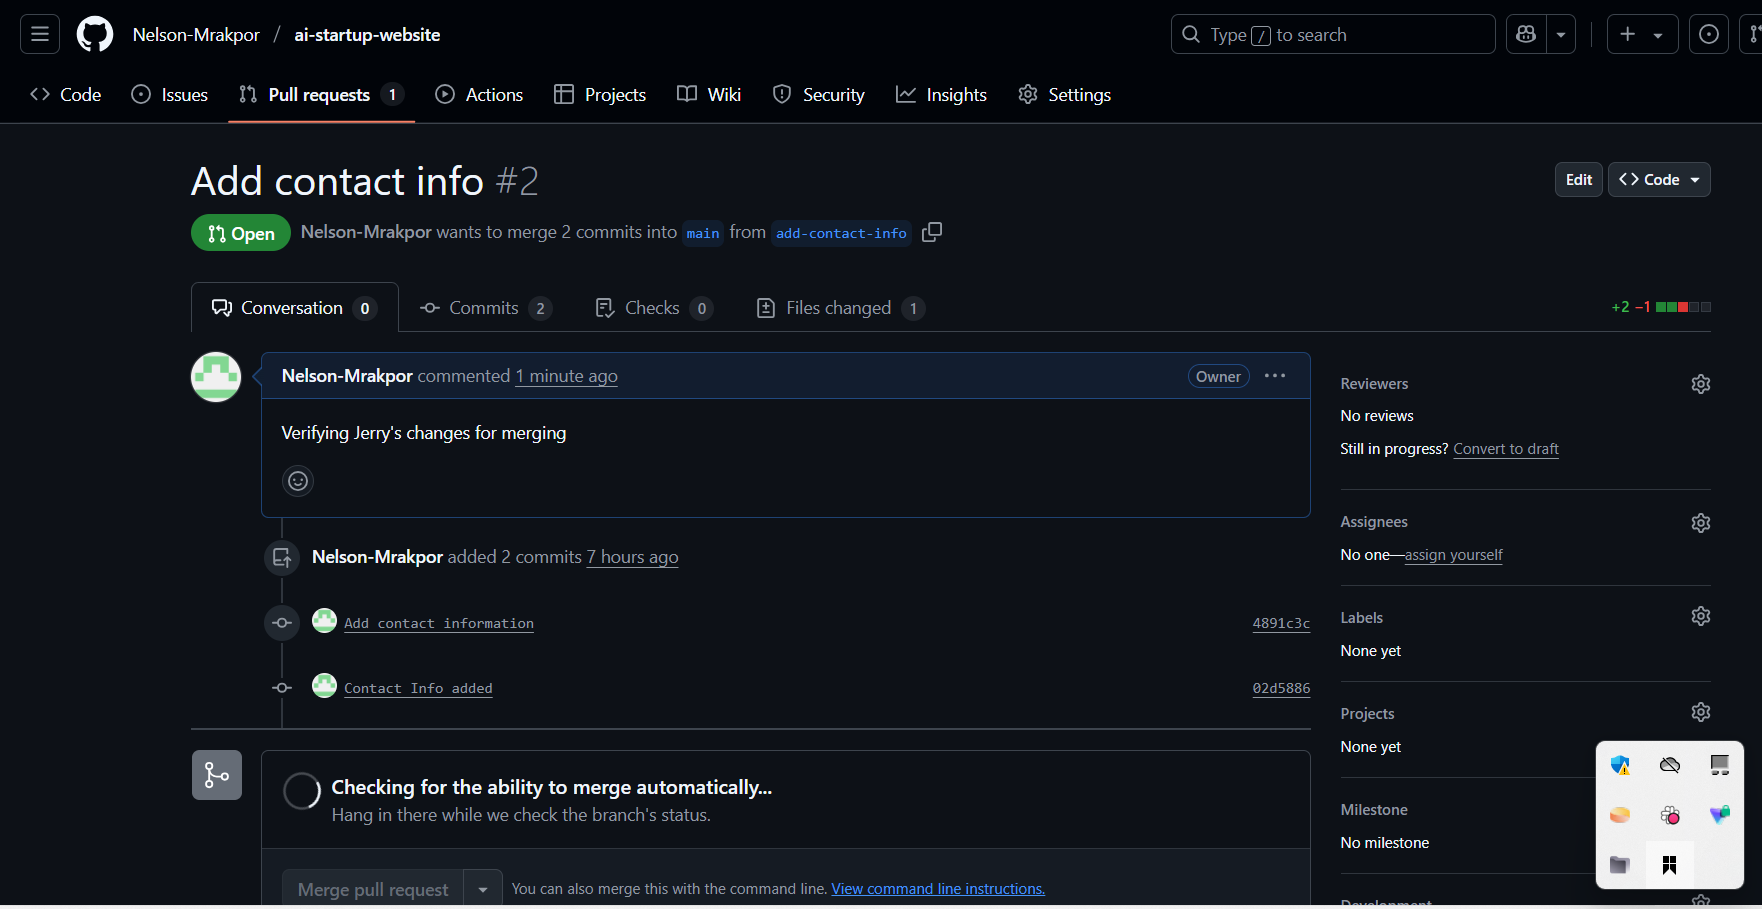 Nelson-Mrakpor / ai-startup-website
Type / to search
Code
Issues
Pull requests 1
Actions
Projects
Wiki
Security
Insights
Settings
Add contact info #2
Edit
Code
Open
Nelson-Mrakpor wants to merge 2 commits into main from add-contact-info
Conversation 0
Commits 2
Checks 0
Files changed 1
+2 −1
Nelson-Mrakpor commented 1 minute ago
Owner
Verifying Jerry's changes for merging
Nelson-Mrakpor added 2 commits 7 hours ago
Add contact information
4891c3c
Contact Info added
02d5886
Checking for the ability to merge automatically...
Hang in there while we check the branch's status.
Merge pull request
You can also merge this with the command line. View command line instructions.
Reviewers
No reviews
Still in progress? Convert to draft
Assignees
No one—assign yourself
Labels
None yet
Projects
None yet
Milestone
No milestone
Development